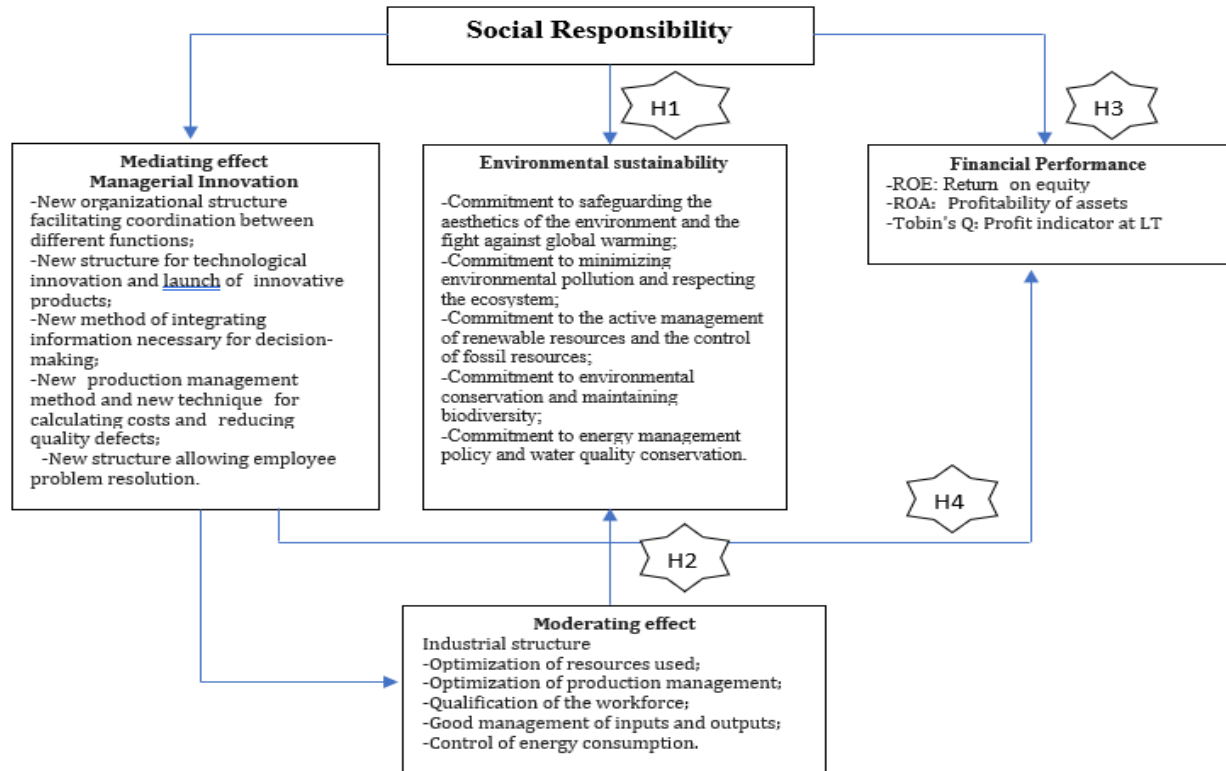 Social Responsibility
H1
H3
Mediating effect
Managerial Innovation
-New organizational structure
facilitating coordination between
different functions;
-New structure for technological
innovation and launch of innovative
products;
-New method of integrating
information necessary for decision-
making;
-New production management
method and new technique for
calculating costs and reducing
quality defects;
-New structure allowing employee
problem resolution.
Environmental sustainability
-Commitment to safeguarding the
aesthetics of the environment and the
fight against global warming;
-Commitment to minimizing
environmental pollution and respecting
the ecosystem;
-Commitment to the active management
of renewable resources and the control
of fossil resources;
-Commitment to environmental
conservation and maintaining
biodiversity;
-Commitment to energy management
policy and water quality conservation.
Financial Performance
-ROE: Return on equity
-ROA: Profitability of assets
-Tobin's Q: Profit indicator at LT
H4
H2
Moderating effect
Industrial structure
-Optimization of resources used;
-Optimization of production management;
-Qualification of the workforce;
-Good management of inputs and outputs;
-Control of energy consumption.